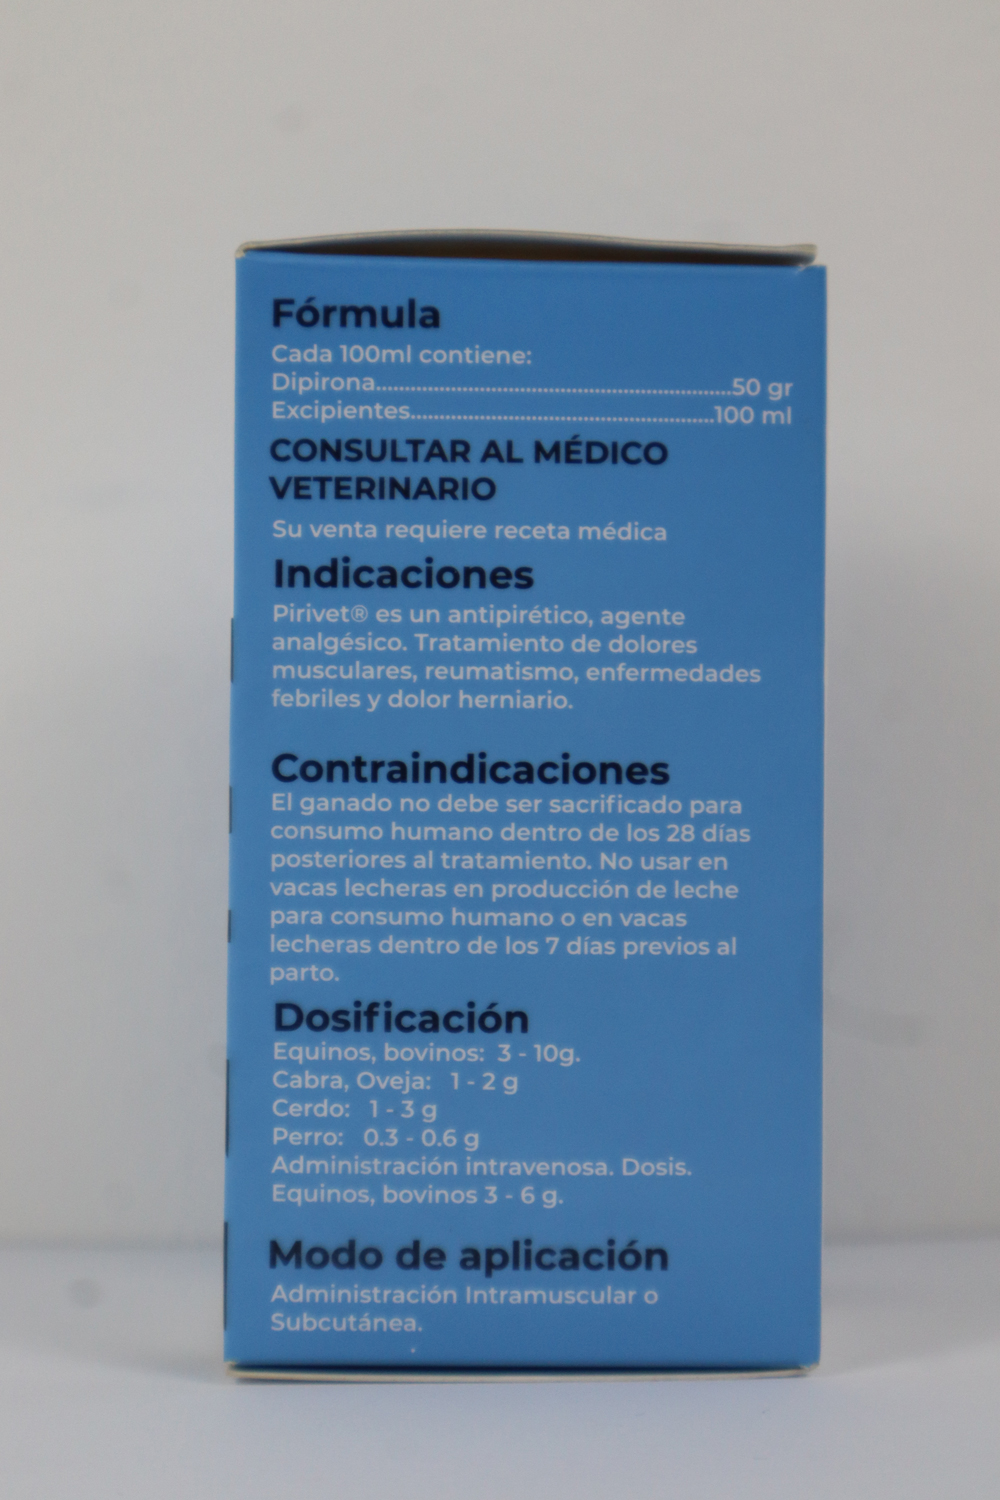 Fórmula
Cada 100ml contiene:
Dipirona..............................................................50 gr
Excipientes.....................................................100 ml
CONSULTAR AL MÉDICO
VETERINARIO
Su venta requiere receta médica
Indicaciones
Pirivet® es un antipirético, agente
analgésico. Tratamiento de dolores
musculares, reumatismo, enfermedades
febriles y dolor herniario.
Contraindicaciones
El ganado no debe ser sacrificado para
consumo humano dentro de los 28 días
posteriores al tratamiento. No usar en
vacas lecheras en producción de leche
para consumo humano o en vacas
lecheras dentro de los 7 días previos al
parto.
Dosificación
Equinos, bovinos: 3 - 10g.
Cabra, Oveja: 1 - 2 g
Cerdo: 1 - 3 g
Perro: 0.3 - 0.6 g
Administración intravenosa. Dosis.
Equinos, bovinos 3 - 6 g.
Modo de aplicación
Administración Intramuscular o
Subcutánea.